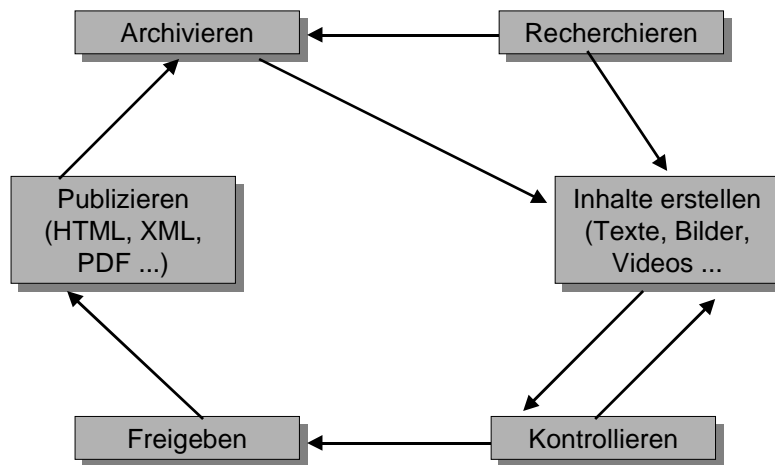 Archivieren
Recherchieren
Publizieren
(HTML, XML,
PDF ...)
Inhalte erstellen
(Texte, Bilder,
Videos ...
Freigeben
Kontrollieren